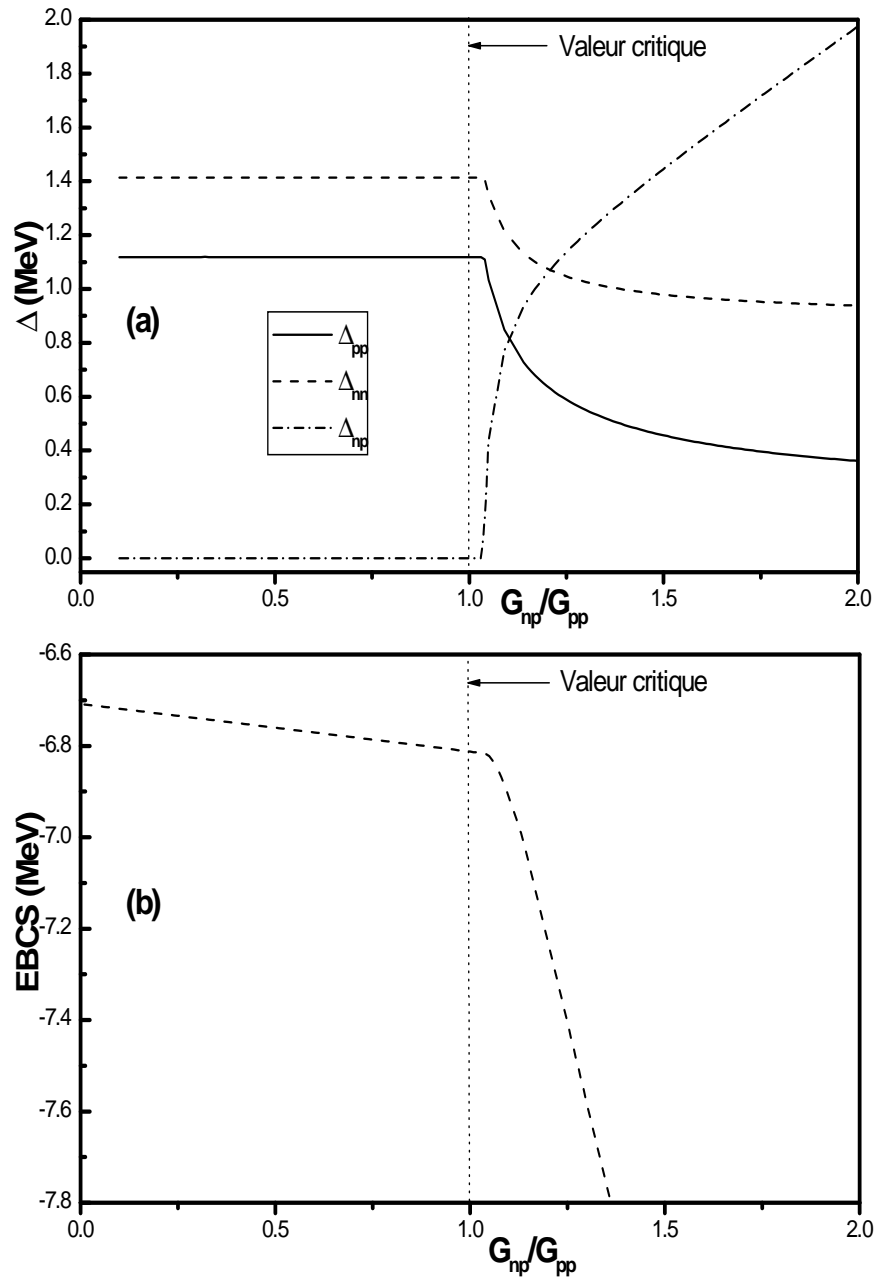 2.0
Valeur critique
1.8
1.6
1.4
1.2
Δ (MeV)
1.0
(a)
0.8
Δpp
0.6
Δnn
0.4
Δnp
0.2
0.0
0.0 0.5 1.0 1.5 2.0
Gnp/Gpp
-6.6
Valeur critique
-6.8
-7.0
EBCS (MeV)
(b)
-7.2
-7.4
-7.6
-7.8
0.0 0.5 1.0 1.5 2.0
Gnp/Gpp